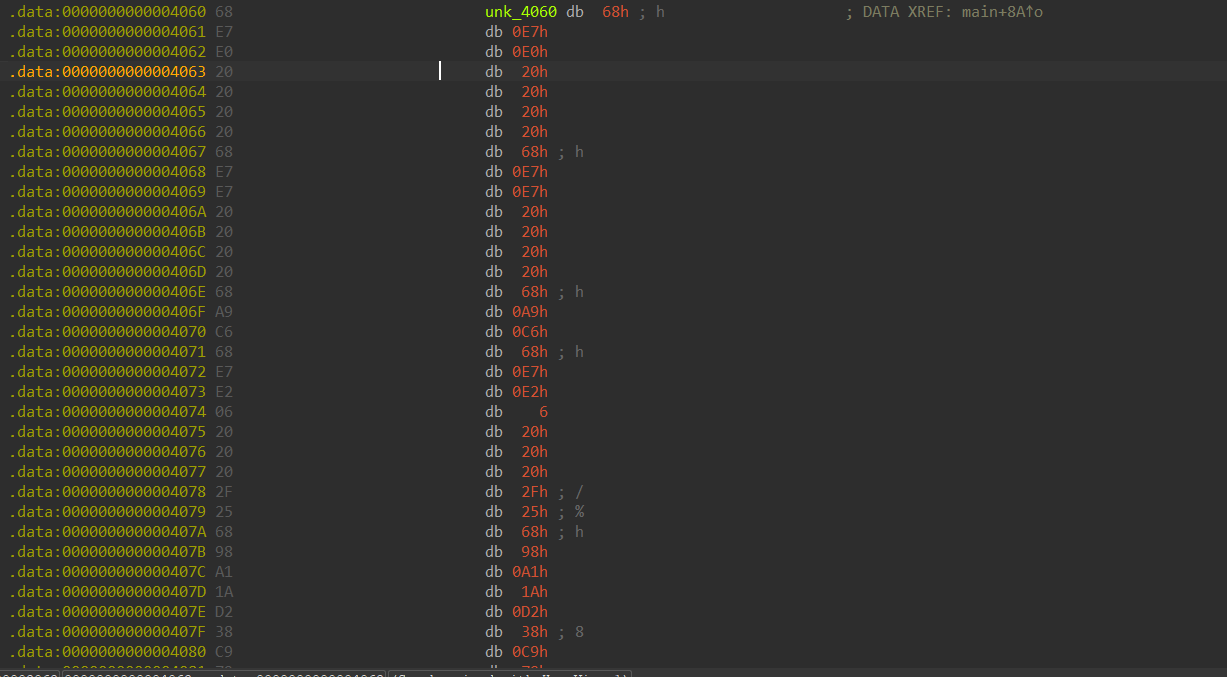 .data:0000000000004060 68 unk_4060 db 68h ; h ; DATA XREF: main+8A↑o
.data:0000000000004061 E7 db 0E7h
.data:0000000000004062 E0 db 0E0h
.data:0000000000004063 20 db 20h
.data:0000000000004064 20 db 20h
.data:0000000000004065 20 db 20h
.data:0000000000004066 20 db 20h
.data:0000000000004067 68 db 68h ; h
.data:0000000000004068 E7 db 0E7h
.data:0000000000004069 E7 db 0E7h
.data:000000000000406A 20 db 20h
.data:000000000000406B 20 db 20h
.data:000000000000406C 20 db 20h
.data:000000000000406D 20 db 20h
.data:000000000000406E 68 db 68h ; h
.data:000000000000406F A9 db 0A9h
.data:0000000000004070 C6 db 0C6h
.data:0000000000004071 68 db 68h ; h
.data:0000000000004072 E7 db 0E7h
.data:0000000000004073 E2 db 0E2h
.data:0000000000004074 06 db 6
.data:0000000000004075 20 db 20h
.data:0000000000004076 20 db 20h
.data:0000000000004077 20 db 20h
.data:0000000000004078 2F db 2Fh ; /
.data:0000000000004079 25 db 25h ; %
.data:000000000000407A 68 db 68h ; h
.data:000000000000407B 98 db 98h
.data:000000000000407C A1 db 0A1h
.data:000000000000407D 1A db 1Ah
.data:000000000000407E D2 db 0D2h
.data:000000000000407F 38 db 38h ; 8
.data:0000000000004080 C9 db 0C9h